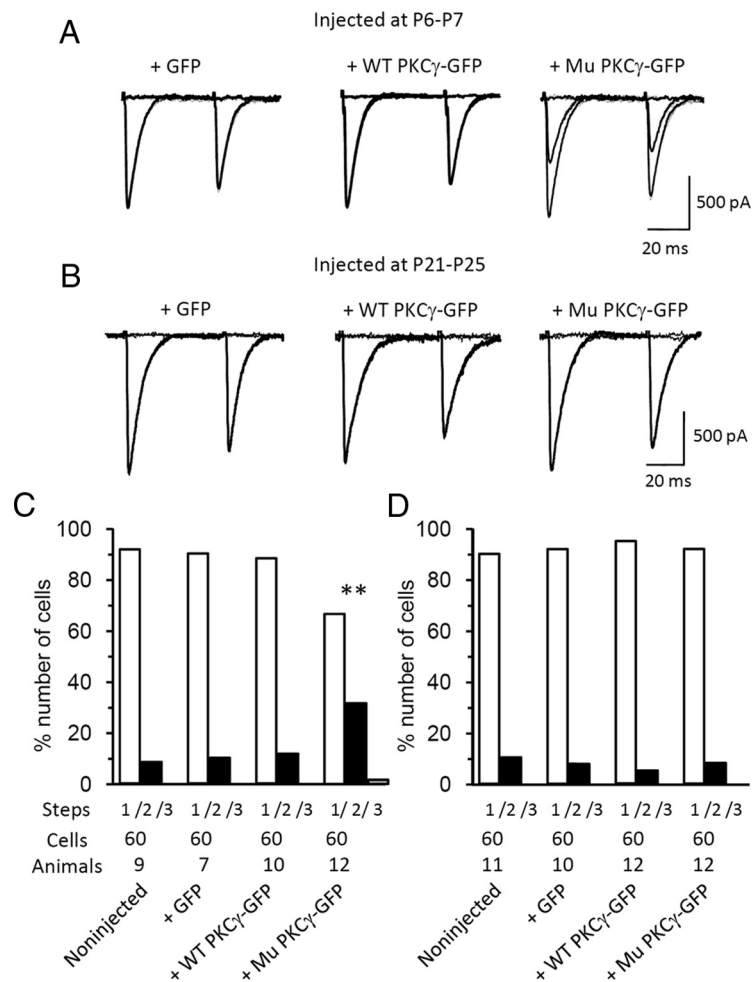 A
Injected at P6-P7
+ GFP
+ WT PKCγ-GFP
+ Mu PKCγ-GFP
500 pA
20 ms
B
Injected at P21-P25
+ GFP
+ WT PKCγ-GFP
+ Mu PKCγ-GFP
500 pA
20 ms
C
% number of cells
100
80
60
40
20
0
**
Steps 1 /2 /3 1 /2 /3 1 /2 /3 1/ 2/ 3
Cells 60 60 60 60
Animals 9 7 10 12
Noninjected
+ GFP
+ WT PKCγ-GFP
+ Mu PKCγ-GFP
D
% number of cells
100
80
60
40
20
0
1 /2 /3 1 /2 /3 1 /2 /3 1 /2 /3
60 60 60 60
11 10 12 12
Noninjected
+ GFP
+ WT PKCγ-GFP
+ Mu PKCγ-GFP